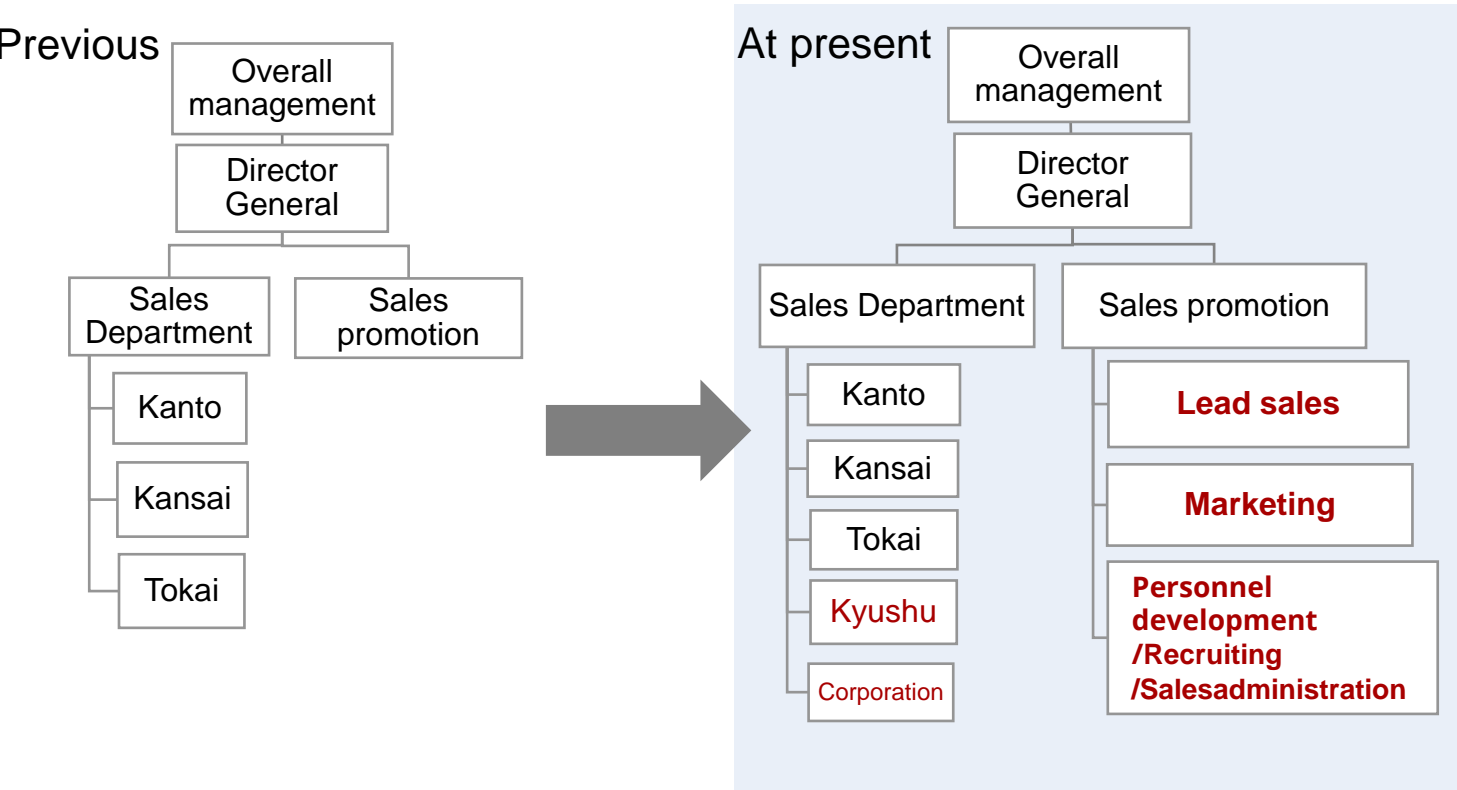 Previous
Overall
management
Director
General
Sales
Department
Sales
promotion
Kanto
Kansai
Tokai
At present
Overall
management
Director
General
Sales Department
Sales promotion
Kanto
Kansai
Tokai
Kyushu
Corporation
Lead sales
Marketing
Personnel
development
/Recruiting
/Salesadministration